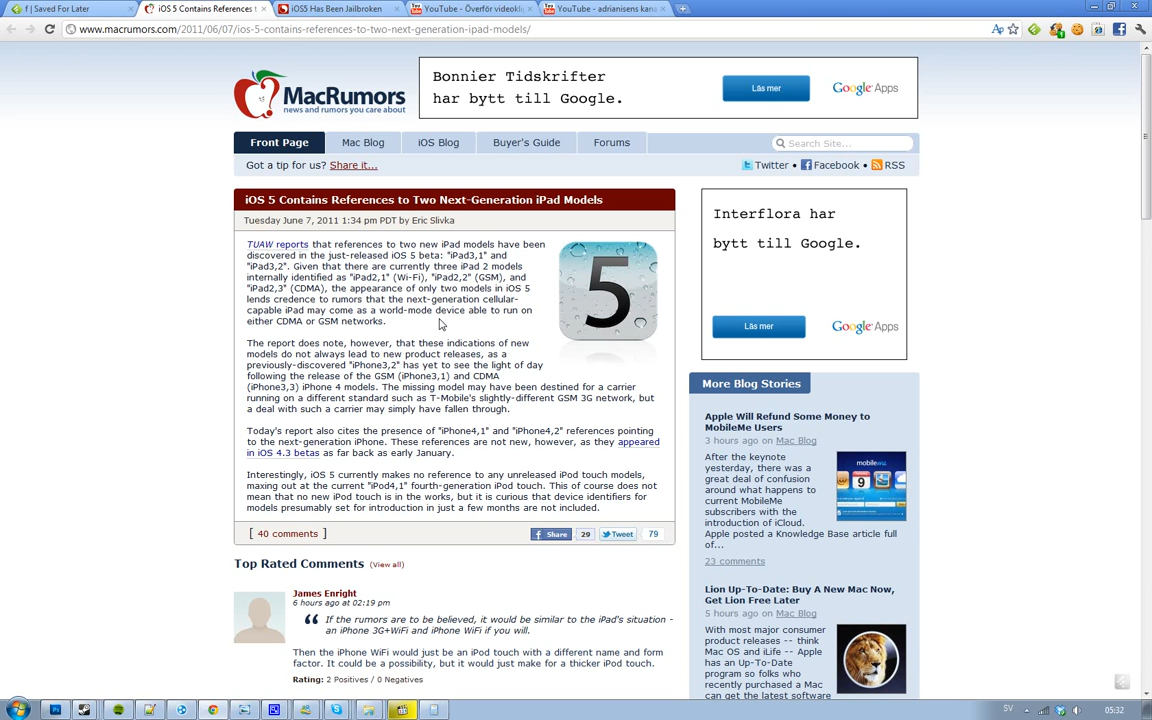 f | Saved For Later
iOS 5 Contains References t
iOS5 Has Been Jailbroken
YouTube - Överför videokli
YouTube - adrianisens kana
www.macrumors.com/2011/06/07/ios-5-contains-references-to-two-next-generation-ipad-models/
MacRumors
news and rumors you care about
Bonnier Tidskrifter
har bytt till Google.
Läs mer
Google Apps
Front Page
Mac Blog
iOS Blog
Buyer's Guide
Forums
Search Site...
Got a tip for us? Share it...
Twitter • Facebook • RSS
iOS 5 Contains References to Two Next-Generation iPad Models
Tuesday June 7, 2011 1:34 pm PDT by Eric Slivka
TUAW reports that references to two new iPad models have been
discovered in the just-released iOS 5 beta: "iPad3,1" and
"iPad3,2". Given that there are currently three iPad 2 models
internally identified as "iPad2,1" (Wi-Fi), "iPad2,2" (GSM), and
"iPad2,3" (CDMA), the appearance of only two models in iOS 5
lends credence to rumors that the next-generation cellular-
capable iPad may come as a world-mode device able to run on
either CDMA or GSM networks.
5
The report does note, however, that these indications of new
models do not always lead to new product releases, as a
previously-discovered "iPhone3,2" has yet to see the light of day
following the release of the GSM (iPhone3,1) and CDMA
(iPhone3,3) iPhone 4 models. The missing model may have been destined for a carrier
running on a different standard such as T-Mobile's slightly-different GSM 3G network, but
a deal with such a carrier may simply have fallen through.
Today's report also cites the presence of "iPhone4,1" and "iPhone4,2" references pointing
to the next-generation iPhone. These references are not new, however, as they appeared
in iOS 4.3 betas as far back as early January.
Interestingly, iOS 5 currently makes no reference to any unreleased iPod touch models,
maxing out at the current "iPod4,1" fourth-generation iPod touch. This of course does not
mean that no new iPod touch is in the works, but it is curious that device identifiers for
models presumably set for introduction in just a few months are not included.
[ 40 comments ]
Share
29
Tweet
79
Top Rated Comments (View all)
James Enright
6 hours ago at 02:19 pm
If the rumors are to be believed, it would be similar to the iPad's situation -
an iPhone 3G+WiFi and iPhone WiFi if you will.
Then the iPhone WiFi would just be an iPod touch with a different name and form
factor. It could be a possibility, but it would just make for a thicker iPod touch.
Rating: 2 Positives / 0 Negatives
Interflora har
bytt till Google.
Läs mer
Google Apps
More Blog Stories
Apple Will Refund Some Money to
MobileMe Users
3 hours ago on Mac Blog
After the keynote
yesterday, there was a
great deal of confusion
around what happens to
current MobileMe
subscribers with the
introduction of iCloud.
Apple posted a Knowledge Base article full
of...
mobileme
9
23 comments
Lion Up-To-Date: Buy A New Mac Now,
Get Lion Free Later
5 hours ago on Mac Blog
With most major consumer
product releases -- think
Mac OS and iLife -- Apple
has an Up-To-Date
program so folks who
recently purchased a Mac
can get the latest software
SV
05:32